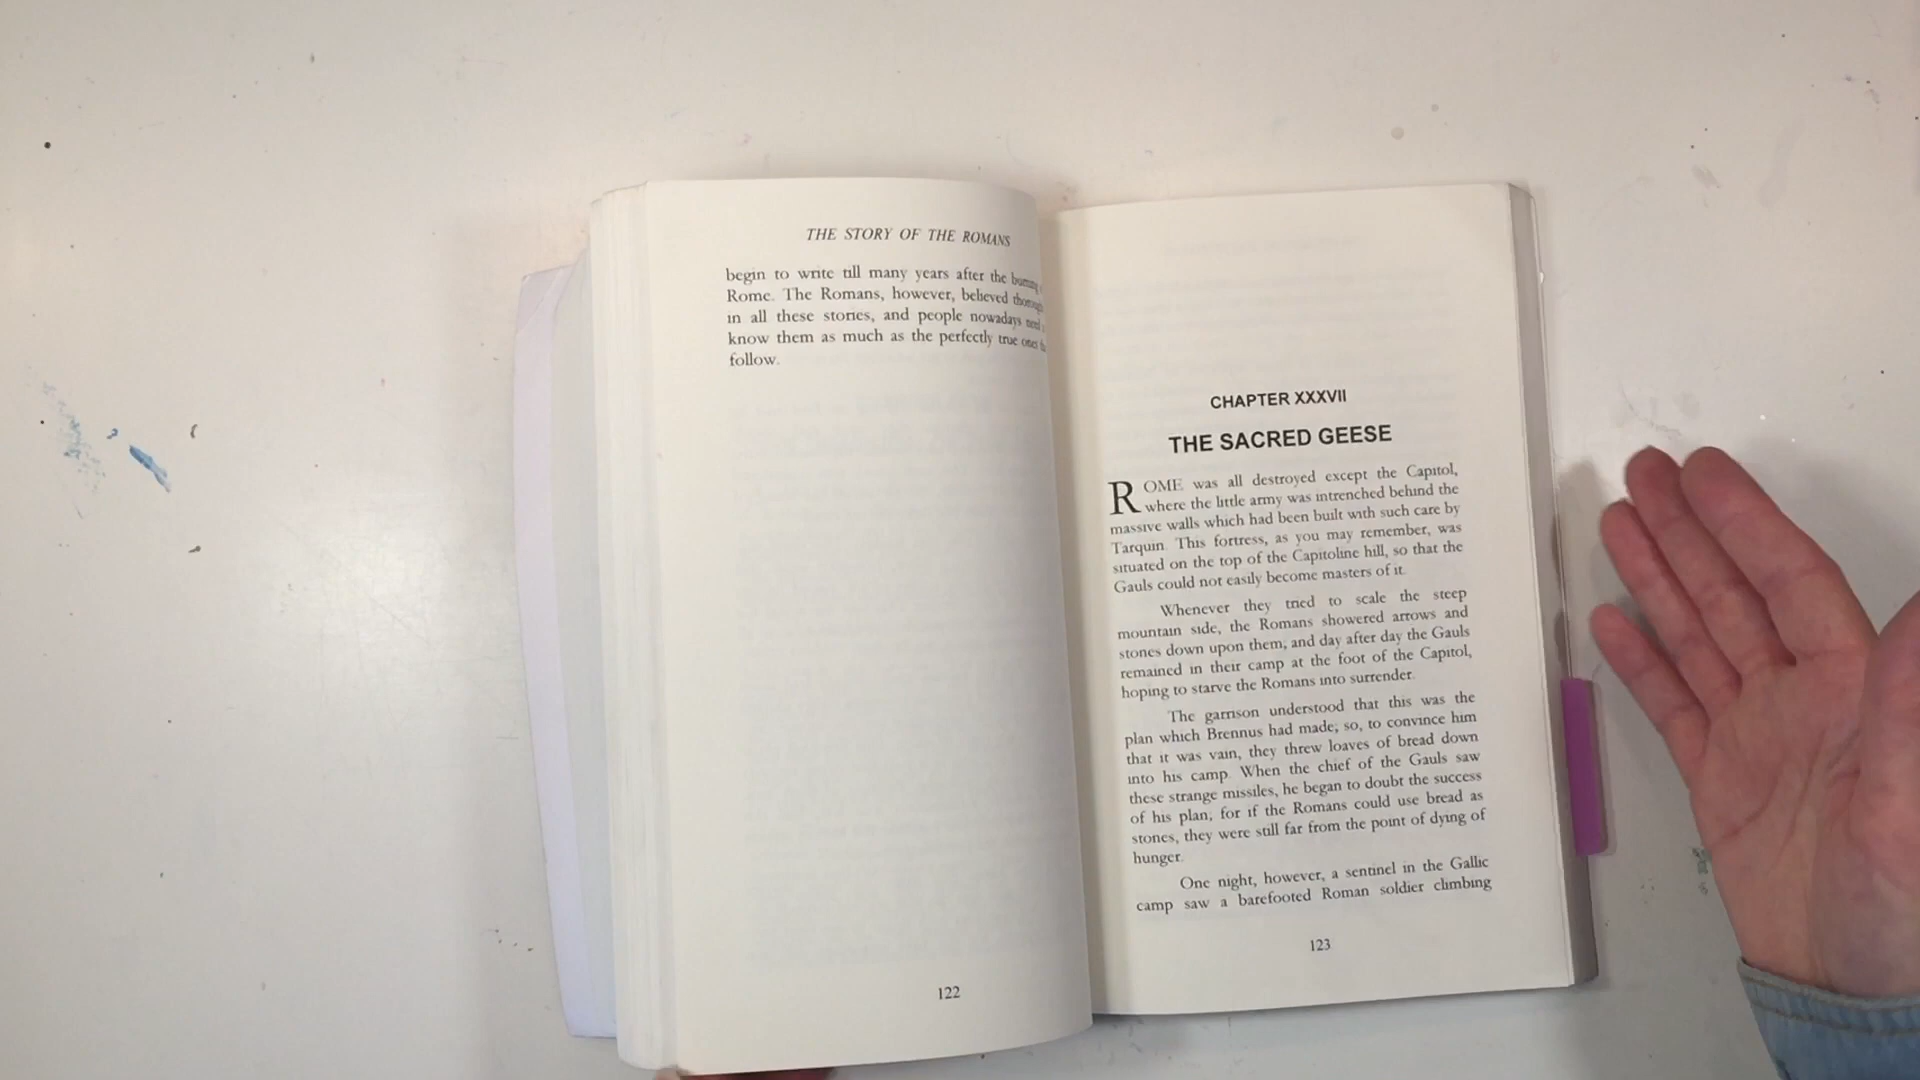 THE STORY OF THE ROMANS
begin to write till many years after the burning
Rome. The Romans, however, believed
in all these stories, and people nowadays need
know them as much as the perfectly true ones
follow.
122
CHAPTER XXXVII
THE SACRED GEESE
ROME was all destroyed except the Capitol,
where the little army was intrenched behind the
massive walls which had been built with such care by
Tarquin. This fortress, as you may remember, was
situated on the top of the Capitoline hill, so that the
Gauls could not easily become masters of it.
Whenever they tried to scale the steep
mountain side, the Romans showered arrows and
stones down upon them; and day after day the Gauls
remained in their camp at the foot of the Capitol,
hoping to starve the Romans into surrender.
The garrison understood that this was the
plan which Brennus had made; so, to convince him
that it was vain, they threw loaves of bread down
into his camp. When the chief of the Gauls saw
these strange missiles, he began to doubt the success
of his plan; for if the Romans could use bread as
stones, they were still far from the point of dying of
hunger.
One night, however, a sentinel in the Gallic
camp saw a barefooted Roman soldier climbing
123